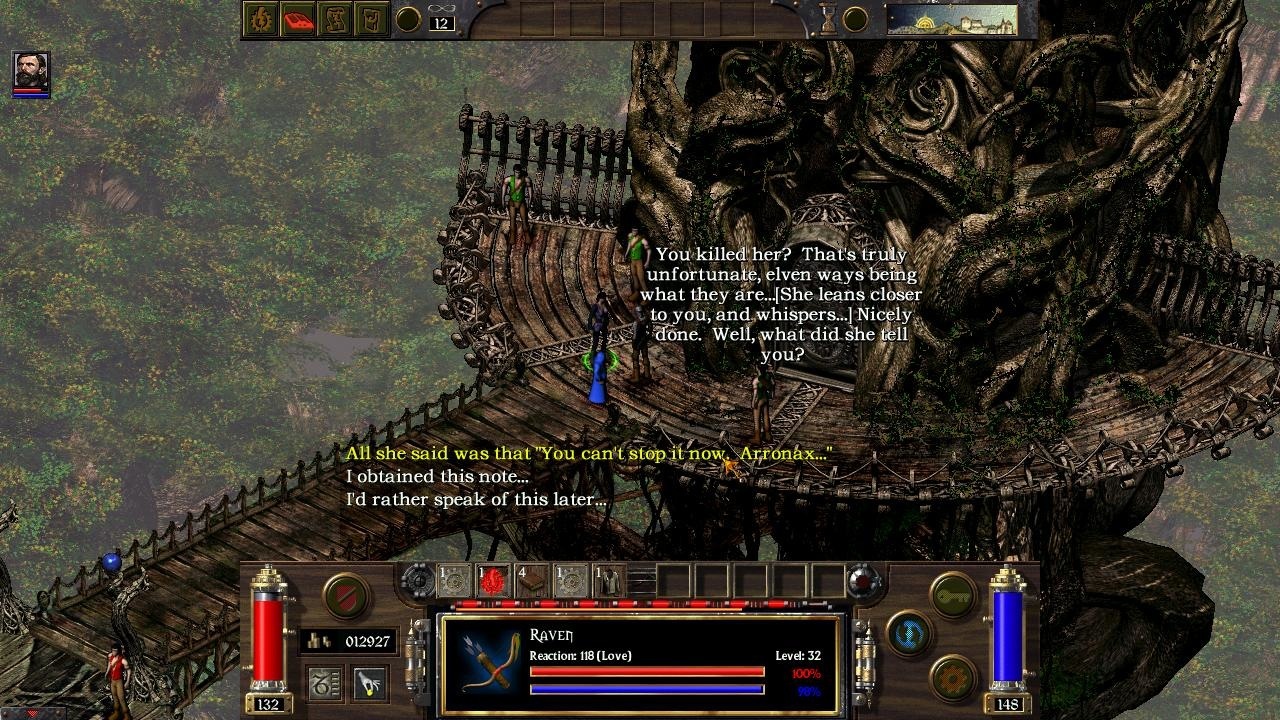 12
You killed her?  That's truly
unfortunate, elven ways being
what they are...[She leans closer
to you, and whispers...] Nicely
done.  Well, what did she tell
you?
All she said was that "You can't stop it now.  Arronax..."
I obtained this note...
I'd rather speak of this later...
1 1 4 1 1
012927
Raven
Reaction: 118 (Love) Level: 32
100%
98%
132 148